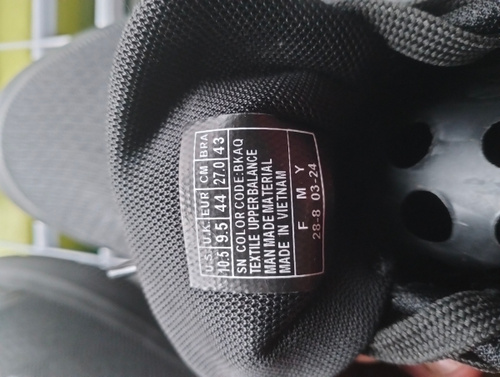 U.S U.K EUR CM BRA
10.5 9.5 44 27.0 43
SN COLOR CODE:BKAQ
TEXTILE UPPER BALANCE
MAN MADE MATERIAL
MADE IN VIETNAM
F M Y
28-8 03-24